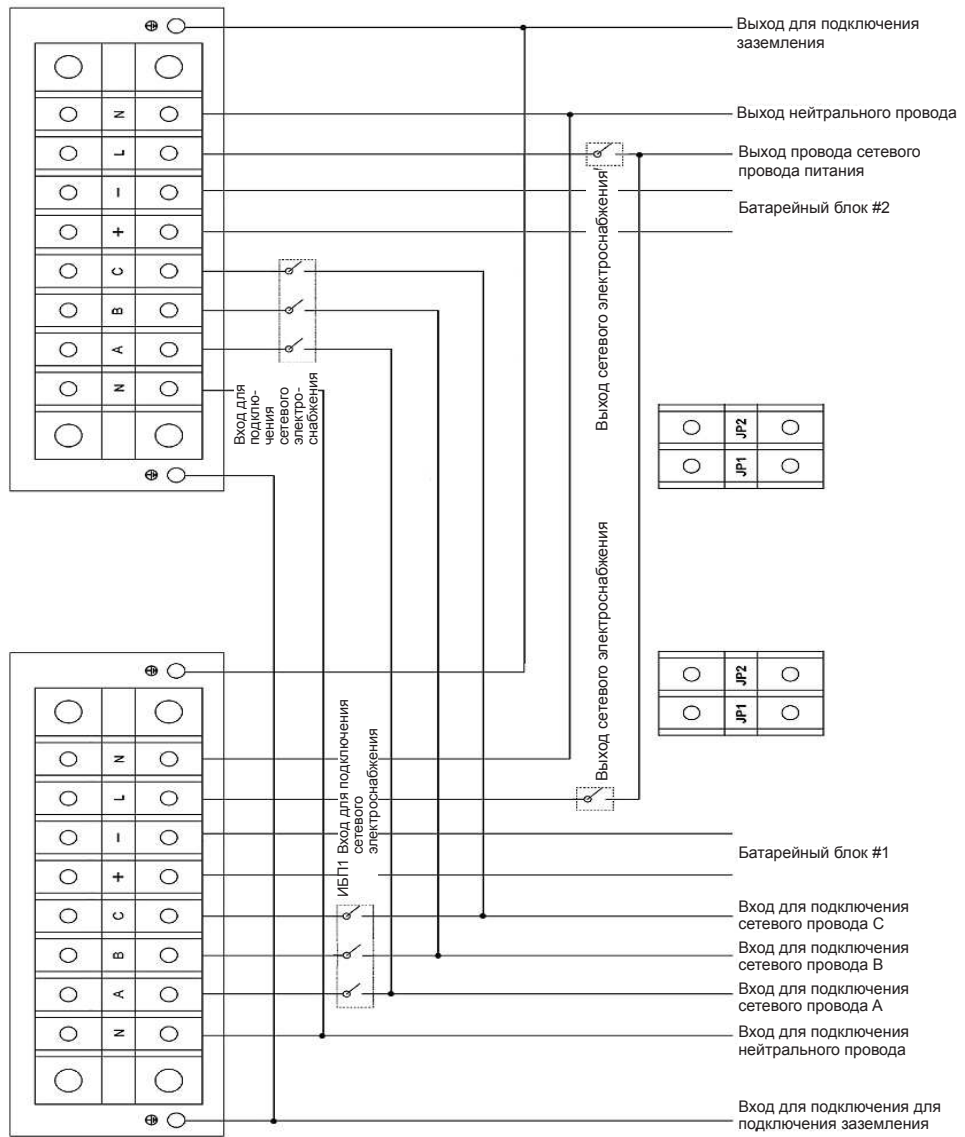 Выход для подключения
заземления
N
L
–
+
C
B
A
N
Выход нейтрального провода
Выход провода сетевого
провода питания
Батарейный блок #2
Выход сетевого электроснабжения
Вход для
подклю-
чения
сетевого
электро-
снабжения
JP2
JP1
Выход сетевого электроснабжения
JP2
JP1
N
L
–
+
C
B
A
N
ИБП1 Вход для подключения
сетевого
электроснабжения
Батарейный блок #1
Вход для подключения
сетевого провода C
Вход для подключения
сетевого провода B
Вход для подключения
сетевого провода A
Вход для подключения
нейтрального провода
Вход для подключения для
подключения заземления